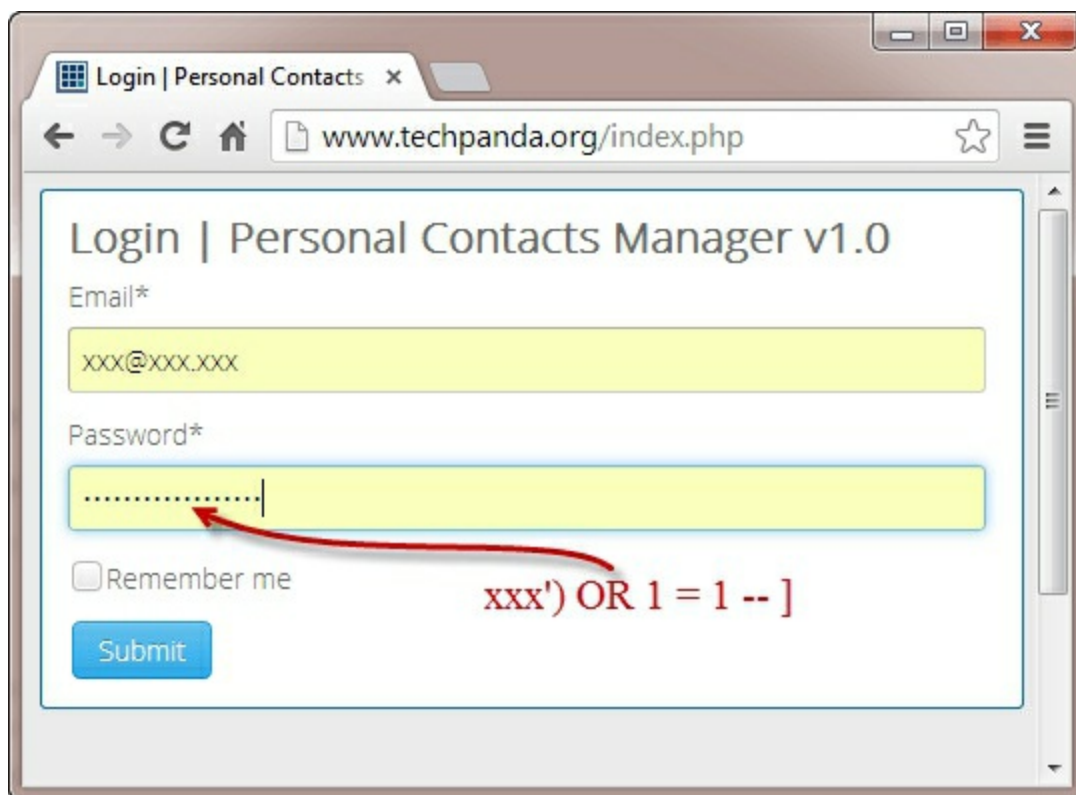 Login | Personal Contacts
www.techpanda.org/index.php
Login | Personal Contacts Manager v1.0
Email*
xxx@xxx.xxx
Password*
..................
Remember me
xxx') OR 1 = 1 -- ]
Submit